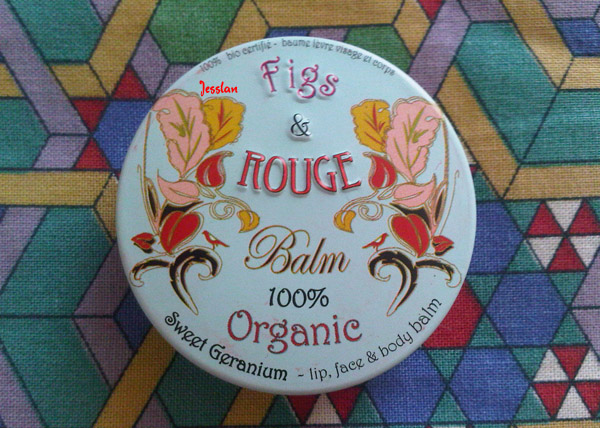 100% bio certifié - baume lèvre visage et corps
Figs
Jesslan
&
ROUGE
Balm
100%
Organic
Sweet Geranium - lip, face & body balm